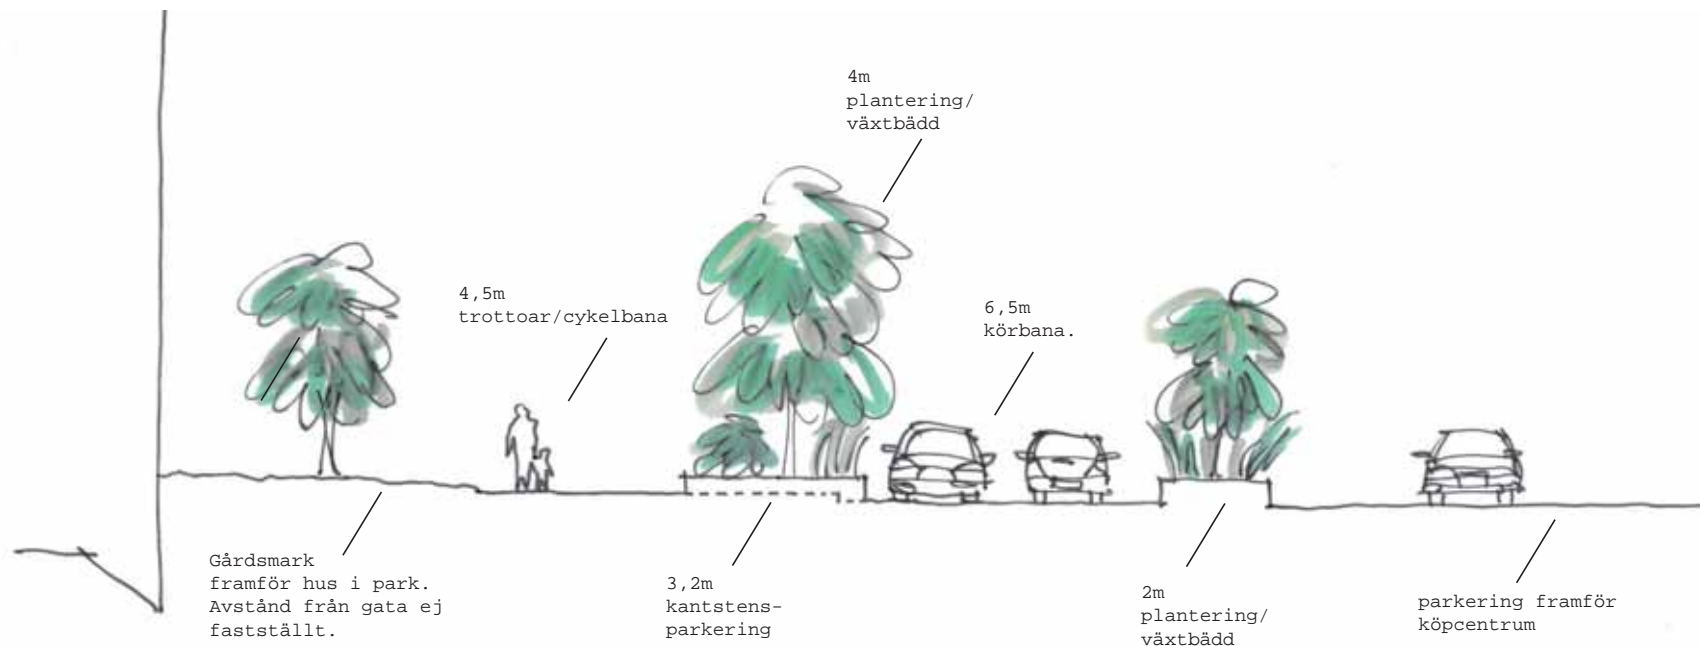 4m
plantering/
växtbädd
4,5m
trottoar/cykelbana
6,5m
körbana.
Gårdsmark
framför hus i park.
Avstånd från gata ej
fastställt.
3,2m
kantstens-
parkering
2m
plantering/
växtbädd
parkering framför
köpcentrum